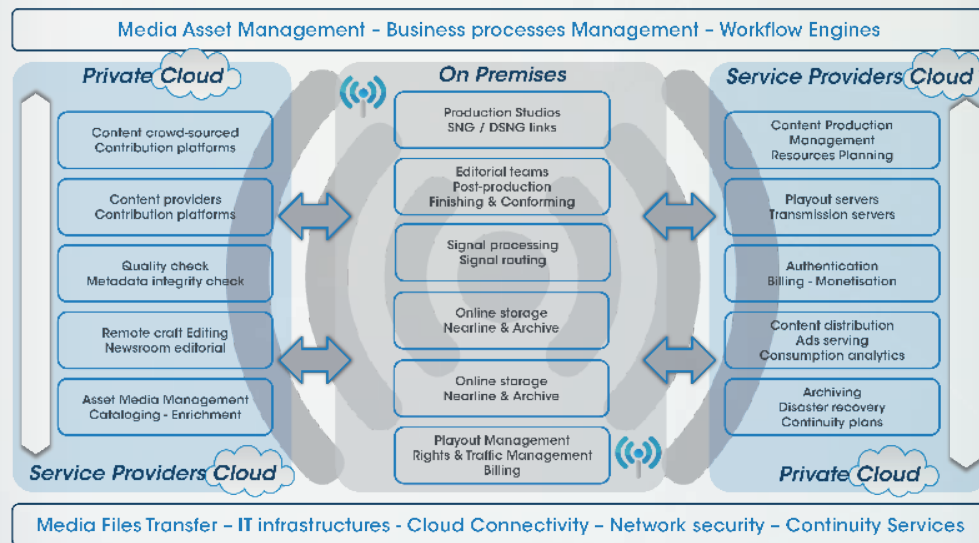 Media Asset Management – Business processes Management – Workflow Engines
Private Cloud
Content crowd-sourced
Contribution platforms
Content providers
Contribution platforms
Quality check
Metadata integrity check
Remote craft Editing
Newsroom editorial
Asset Media Management
Cataloging - Enrichment
Service Providers Cloud
On Premises
Production Studios
SNG / DSNG links
Editorial teams
Post-production
Finishing & Conforming
Signal processing
Signal routing
Online storage
Nearline & Archive
Online storage
Nearline & Archive
Playout Management
Rights & Traffic Management
Billing
Service Providers Cloud
Content Production
Management
Resources Planning
Playout servers
Transmission servers
Authentication
Billing - Monetisation
Content distribution
Ads serving
Consumption analytics
Archiving
Disaster recovery
Continuity plans
Private Cloud
Media Files Transfer – IT infrastructures - Cloud Connectivity – Network security – Continuity Services